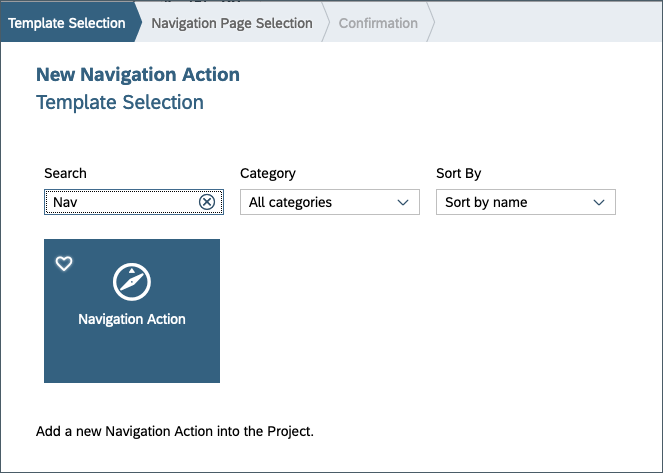 Template Selection Navigation Page Selection Confirmation
New Navigation Action
Template Selection
Search Category Sort By
Nav All categories Sort by name
Navigation Action
Add a new Navigation Action into the Project.